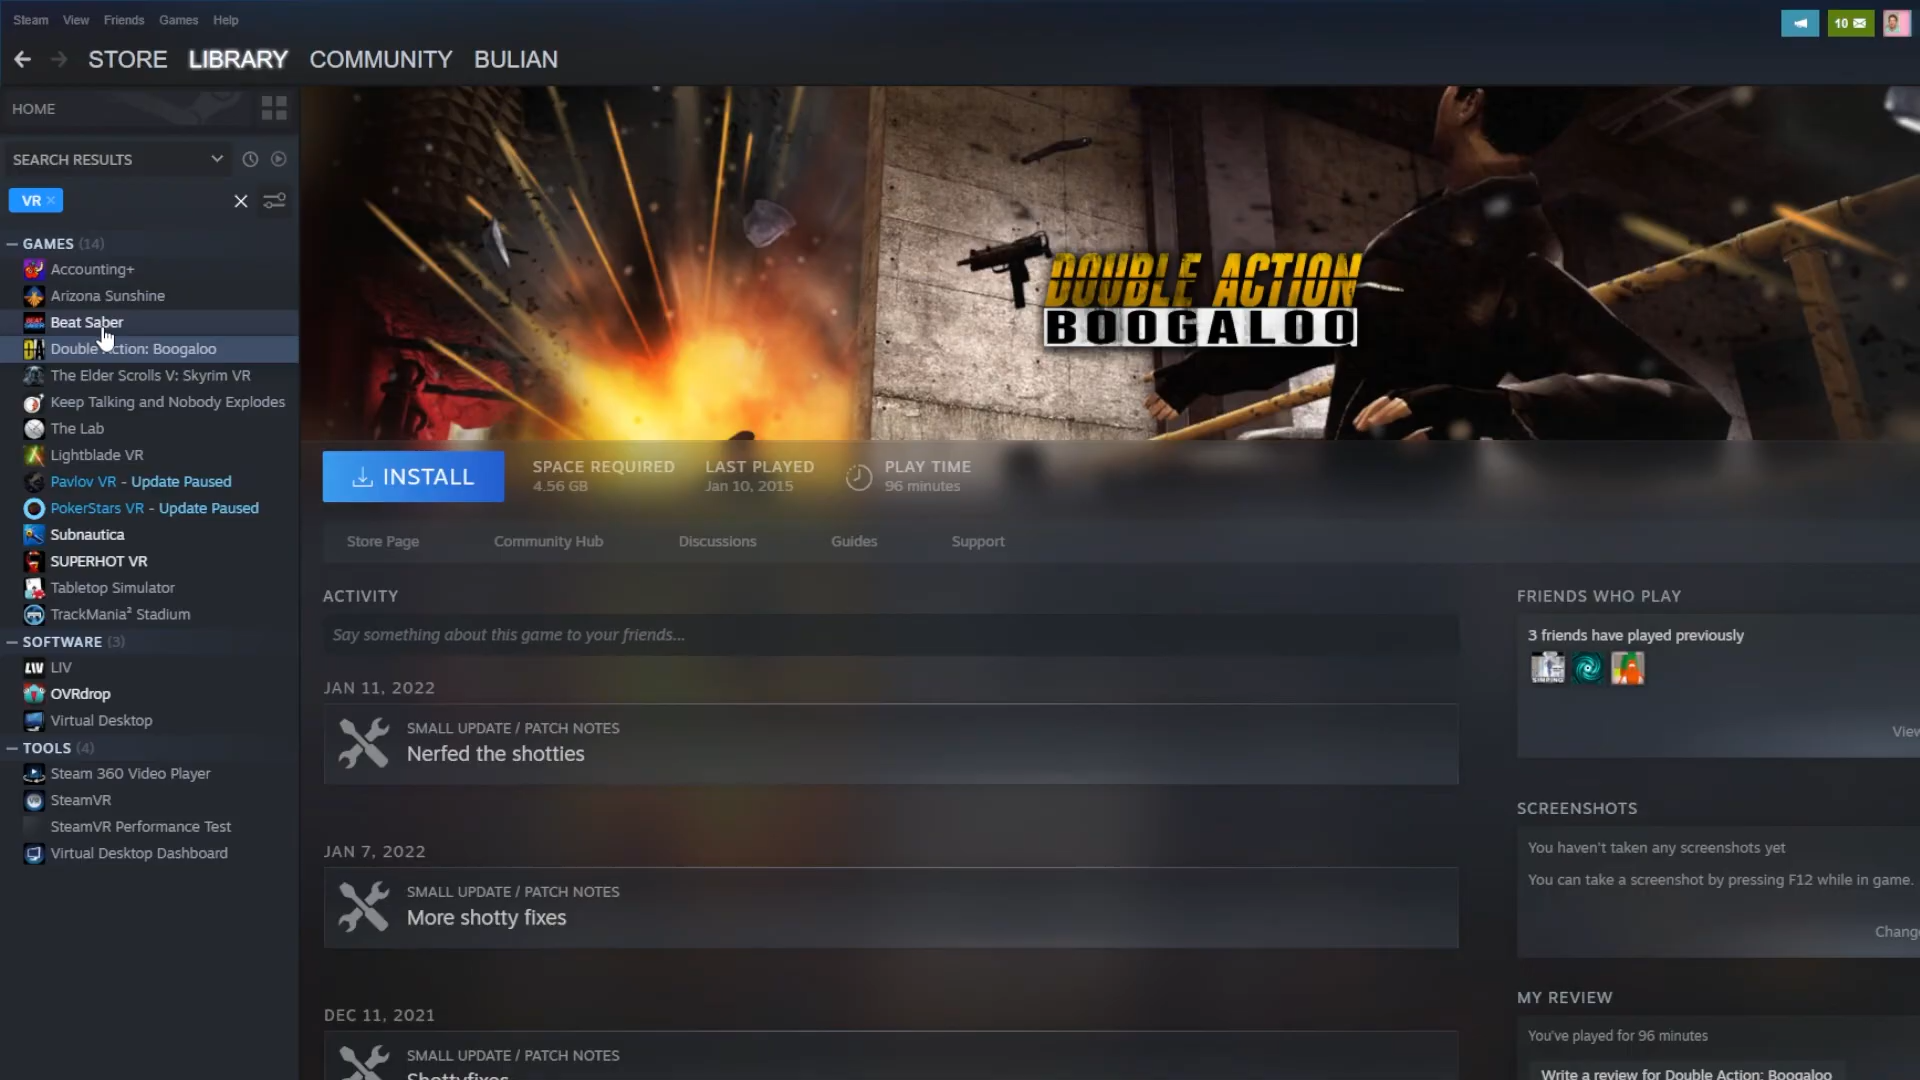 Steam View Friends Games Help
10
STORE LIBRARY COMMUNITY BULIAN
HOME
SEARCH RESULTS
VR
GAMES (14)
Accounting+
Arizona Sunshine
Beat Saber
Double Action: Boogaloo
The Elder Scrolls V: Skyrim VR
Keep Talking and Nobody Explodes
The Lab
Lightblade VR
Pavlov VR - Update Paused
PokerStars VR - Update Paused
Subnautica
SUPERHOT VR
Tabletop Simulator
TrackMania² Stadium
SOFTWARE (3)
LIV LIV
OVRdrop
Virtual Desktop
TOOLS (4)
Steam 360 Video Player
SteamVR
SteamVR Performance Test
Virtual Desktop Dashboard
DOUBLE ACTION
BOOGALOO
INSTALL
SPACE REQUIRED
4.56 GB
LAST PLAYED
Jan 10, 2015
PLAY TIME
96 minutes
Store Page Community Hub Discussions Guides Support
ACTIVITY
Say something about this game to your friends...
JAN 11, 2022
SMALL UPDATE / PATCH NOTES
Nerfed the shotties
JAN 7, 2022
SMALL UPDATE / PATCH NOTES
More shotty fixes
DEC 11, 2021
SMALL UPDATE / PATCH NOTES
Shottyfixes
FRIENDS WHO PLAY
3 friends have played previously
View
SCREENSHOTS
You haven't taken any screenshots yet
You can take a screenshot by pressing F12 while in game.
Change
MY REVIEW
You've played for 96 minutes
Write a review for Double Action: Boogaloo